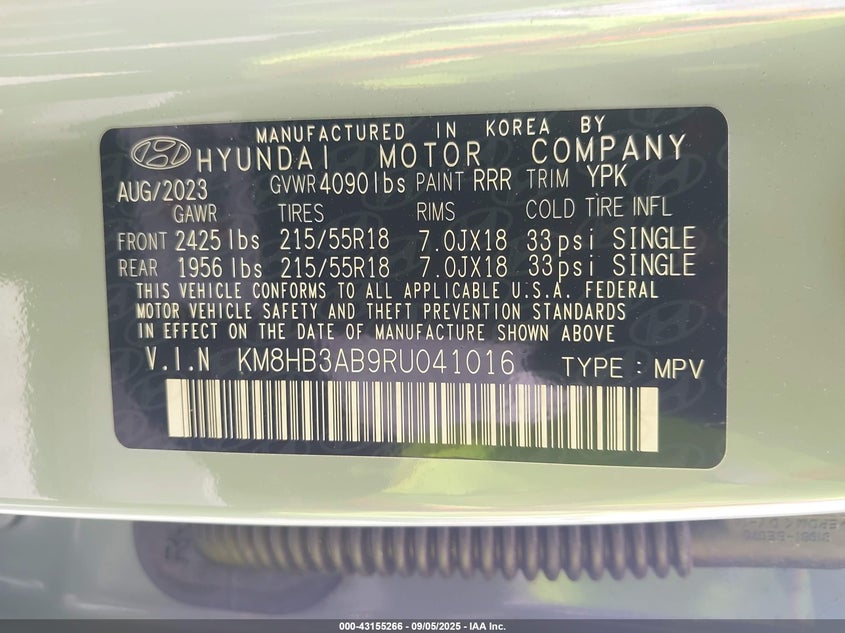 MANUFACTURED IN KOREA BY
HYUNDAI MOTOR COMPANY
AUG/2023 GVWR 4090lbs PAINT RRR TRIM YPK
GAWR TIRES RIMS COLD TIRE INFL
FRONT 2425 lbs 215/55R18 7.0JX18 33psi SINGLE
REAR 1956 lbs 215/55R18 7.0JX18 33psi SINGLE
THIS VEHICLE CONFORMS TO ALL APPLICABLE U.S.A. FEDERAL
MOTOR VEHICLE SAFETY AND THEFT PREVENTION STANDARDS
IN EFFECT ON THE DATE OF MANUFACTURE SHOWN ABOVE
V.I.N KM8HB3AB9RU041016 TYPE : MPV
000-43155266 - 09/05/2025 - IAA Inc.